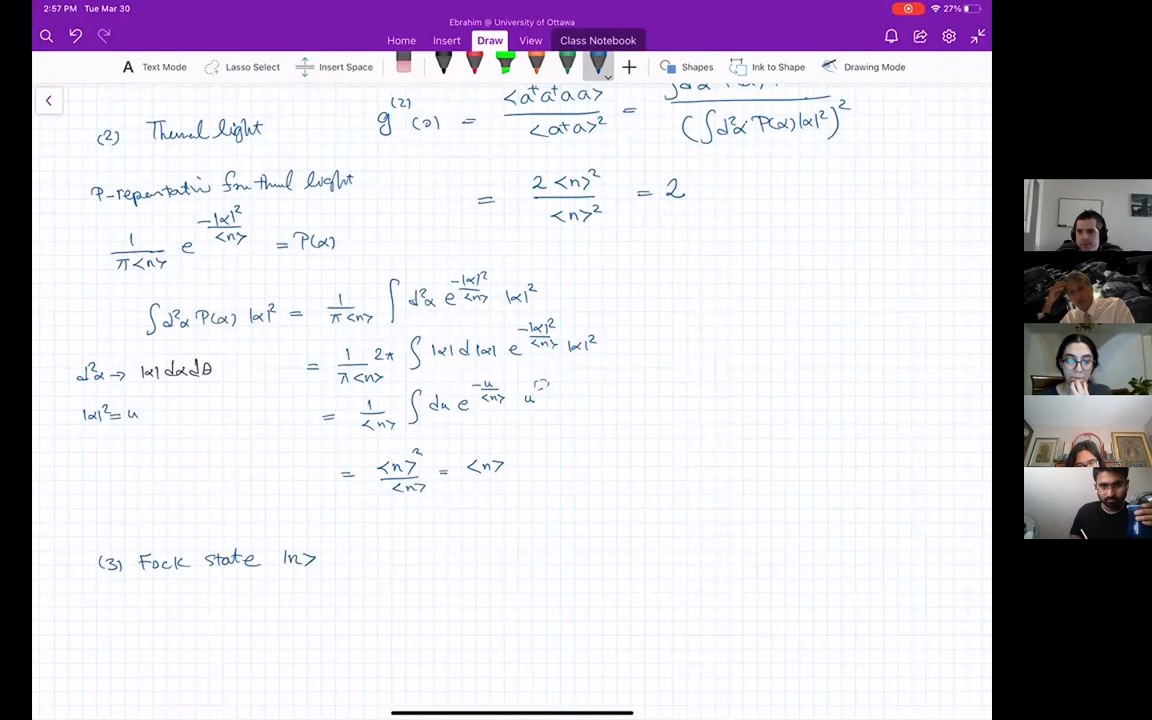 2:57 PM Tue Mar 30
27%
Ebrahim @ University of Ottawa
Home Insert Draw View Class Notebook
Text Mode Lasso Select Insert Space Shapes Ink to Shape Drawing Mode
(2) Thermal light
g^(2)(0) = <a†a†aa> / <a†a>² = / (∫d²α P(α)|α|²)²
P-repentation for thmal light
= 2<n>² / <n>² = 2
1/π<n> e^(-|α|²/<n>) = P(α)
∫d²α P(α) |α|² = 1/π<n> ∫ d²α e^(-|α|²/<n>) |α|²
d²α → |α| dα dθ
= 1/π<n> 2π ∫ |α| d|α| e^(-|α|²/<n>) |α|²
|α|² = u
= 1/<n> ∫ du e^(-u/<n>) u
= <n>²/<n> = <n>
(3) Fock state |n>